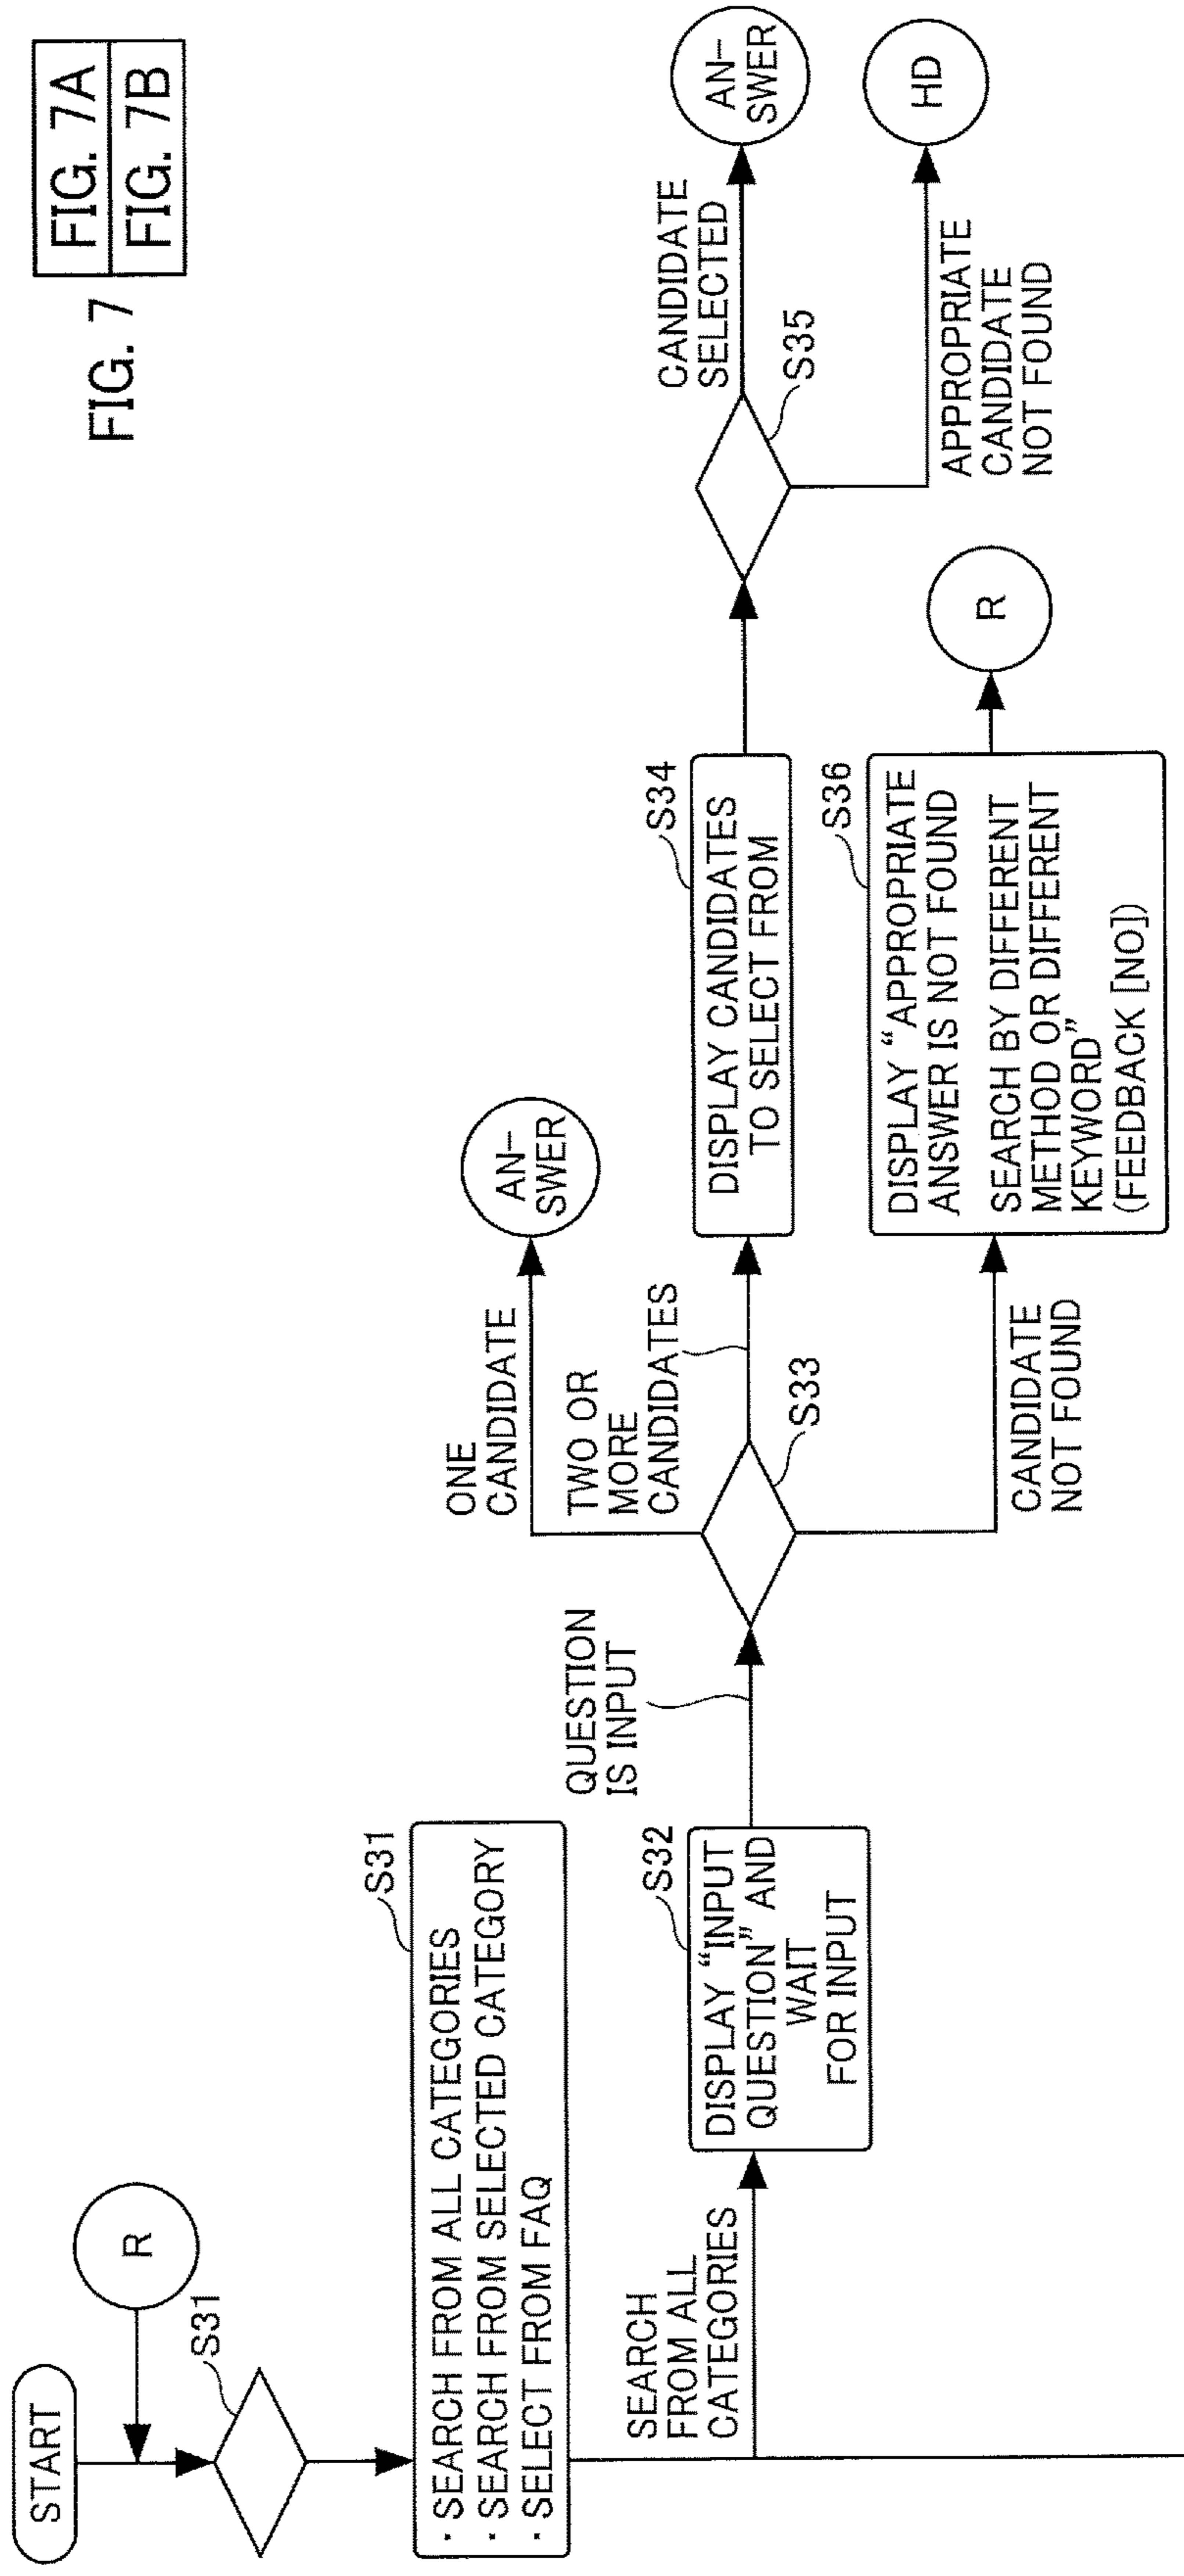 FIG. 7
FIG. 7A
FIG. 7B
START
R
S31
S31
· SEARCH FROM ALL CATEGORIES
· SEARCH FROM SELECTED CATEGORY
· SELECT FROM FAQ
SEARCH
FROM ALL
CATEGORIES
S32
DISPLAY “INPUT
QUESTION” AND
WAIT
FOR INPUT
QUESTION
IS INPUT
S33
ONE
CANDIDATE
AN-
SWER
TWO OR
MORE
CANDIDATES
S34
DISPLAY CANDIDATES
TO SELECT FROM
S35
CANDIDATE
SELECTED
AN-
SWER
APPROPRIATE
CANDIDATE
NOT FOUND
HD
CANDIDATE
NOT FOUND
S36
DISPLAY “APPROPRIATE
ANSWER IS NOT FOUND
SEARCH BY DIFFERENT
METHOD OR DIFFERENT
KEYWORD”
(FEEDBACK [NO])
R